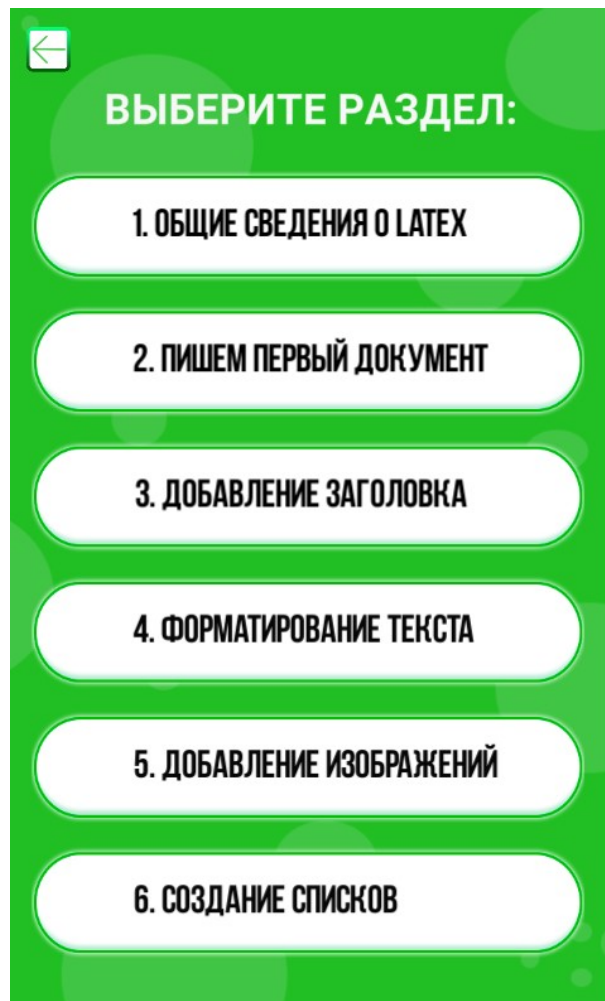 ВЫБЕРИТЕ РАЗДЕЛ:
1. ОБЩИЕ СВЕДЕНИЯ О LATEX
2. ПИШЕМ ПЕРВЫЙ ДОКУМЕНТ
3. ДОБАВЛЕНИЕ ЗАГОЛОВКА
4. ФОРМАТИРОВАНИЕ ТЕКСТА
5. ДОБАВЛЕНИЕ ИЗОБРАЖЕНИЙ
6. СОЗДАНИЕ СПИСКОВ